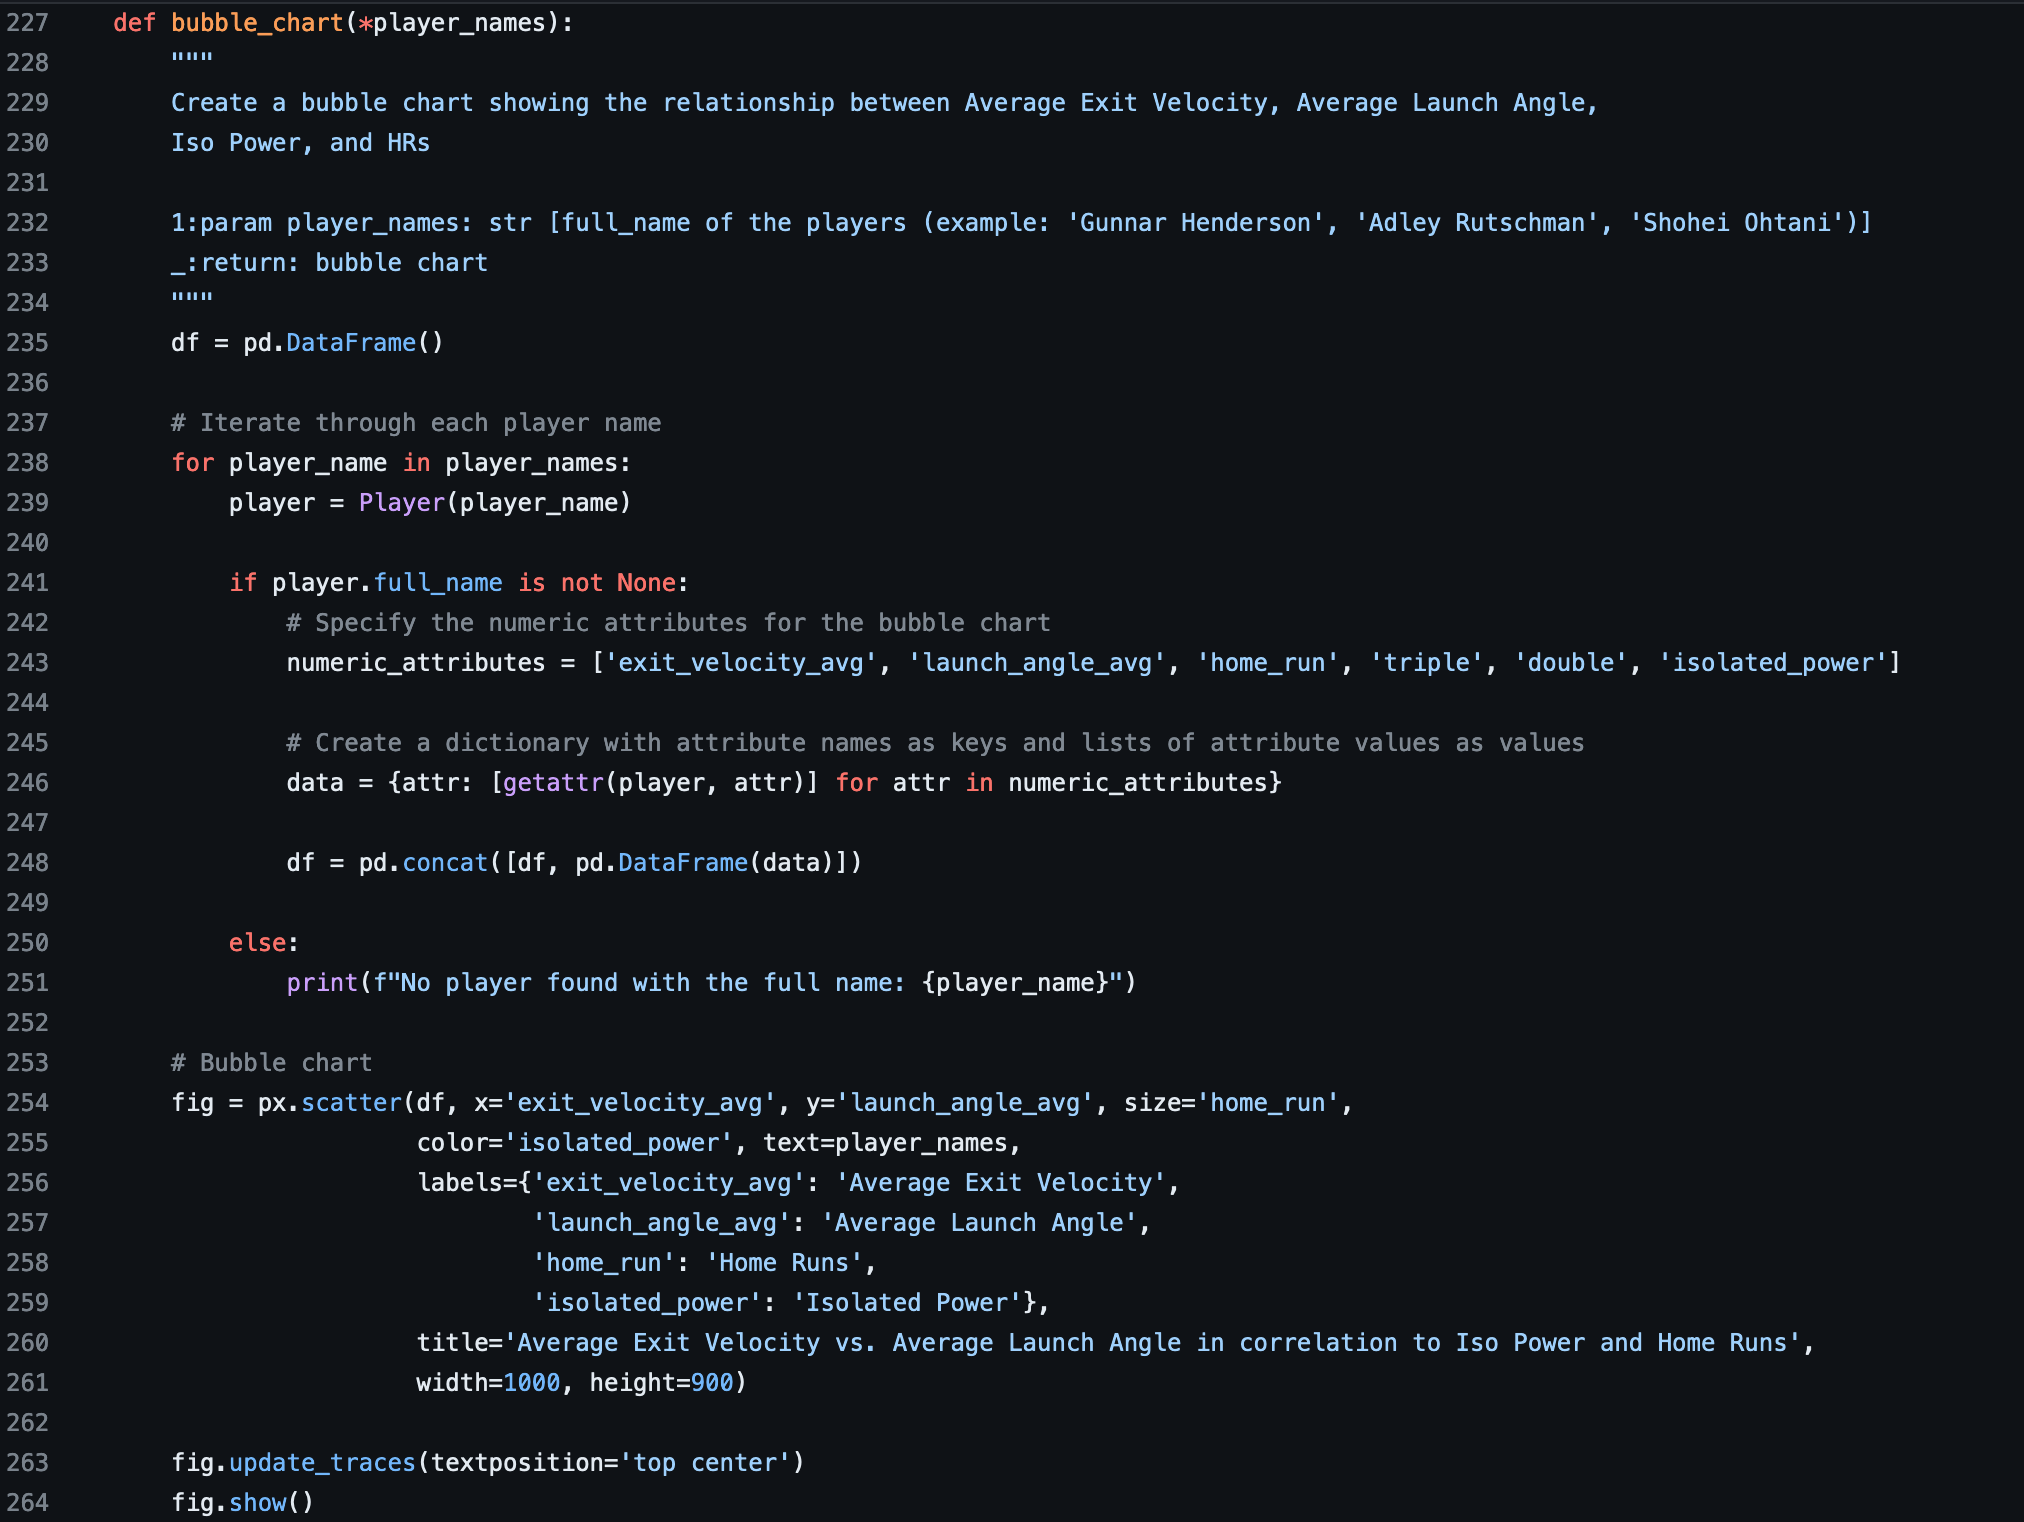 227 def bubble_chart(*player_names):
228 """
229 Create a bubble chart showing the relationship between Average Exit Velocity, Average Launch Angle,
230 Iso Power, and HRs
231
232 1:param player_names: str [full_name of the players (example: 'Gunnar Henderson', 'Adley Rutschman', 'Shohei Ohtani')]
233 _:return: bubble chart
234 """
235 df = pd.DataFrame()
236
237 # Iterate through each player name
238 for player_name in player_names:
239 player = Player(player_name)
240
241 if player.full_name is not None:
242 # Specify the numeric attributes for the bubble chart
243 numeric_attributes = ['exit_velocity_avg', 'launch_angle_avg', 'home_run', 'triple', 'double', 'isolated_power']
244
245 # Create a dictionary with attribute names as keys and lists of attribute values as values
246 data = {attr: [getattr(player, attr)] for attr in numeric_attributes}
247
248 df = pd.concat([df, pd.DataFrame(data)])
249
250 else:
251 print(f"No player found with the full name: {player_name}")
252
253 # Bubble chart
254 fig = px.scatter(df, x='exit_velocity_avg', y='launch_angle_avg', size='home_run',
255 color='isolated_power', text=player_names,
256 labels={'exit_velocity_avg': 'Average Exit Velocity',
257 'launch_angle_avg': 'Average Launch Angle',
258 'home_run': 'Home Runs',
259 'isolated_power': 'Isolated Power'},
260 title='Average Exit Velocity vs. Average Launch Angle in correlation to Iso Power and Home Runs',
261 width=1000, height=900)
262
263 fig.update_traces(textposition='top center')
264 fig.show()